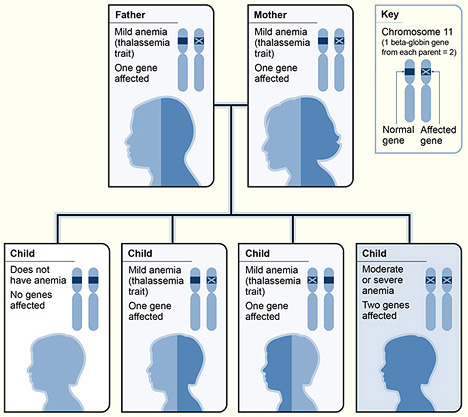 Father
Mild anemia
(thalassemia
trait)
One gene
affected
Mother
Mild anemia
(thalassemia
trait)
One gene
affected
Key
Chromosome 11
(1 beta-globin gene
from each parent = 2)
Normal
gene
Affected
gene
Child
Does not
have anemia
No genes
affected
Child
Mild anemia
(thalassemia
trait)
One gene
affected
Child
Mild anemia
(thalassemia
trait)
One gene
affected
Child
Moderate
or severe
anemia
Two genes
affected